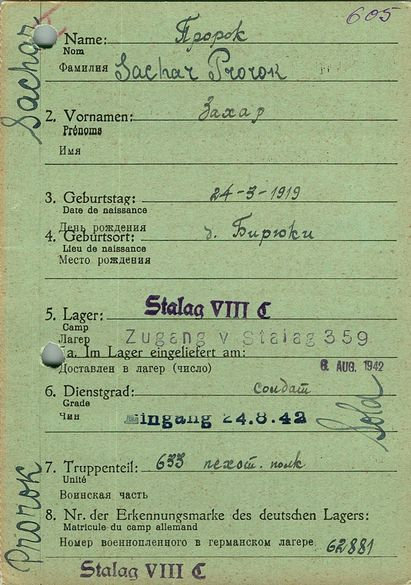 605
Name: Пророк
Nom
Фамилия Sachar Prorok
2. Vornamen: Захар
Prénoms
Имя
3. Geburtstag: 24-3-1919
Date de naissance
День рождения
4. Geburtsort: д. Бирюки
Lieu de naissance
Место рождения
5. Lager: Stalag VIII C
Camp
Лагер Zugang v Stalag 359
5a. Im Lager eingeliefert am:
Доставлен в лагер (число) 8. AUG. 1942
6. Dienstgrad: солдат
Grade
Чин Eingang 24.8.42
Sold
7. Truppenteil: 633 пехот. полк
Unité
Воинская часть
8. Nr. der Erkennungsmarke des deutschen Lagers:
Matricule du camp allemand
Номер военнопленного в германском лагере 62881
Stalag VIII C
Sachar
Prorok